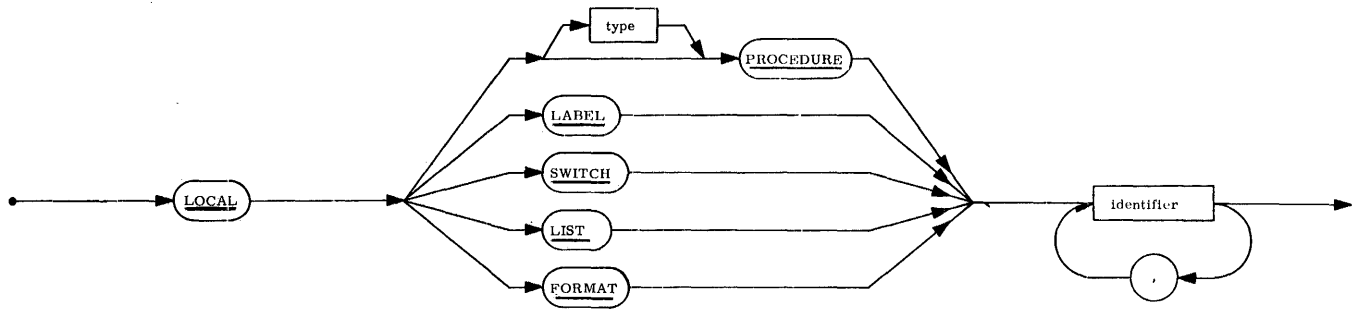 type
PROCEDURE
LABEL
SWITCH
LOCAL
identifier
LIST
,
FORMAT